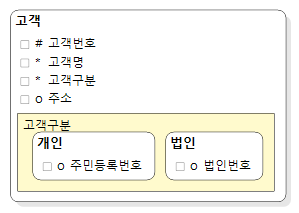 고객
# 고객번호
* 고객명
* 고객구분
o 주소
고객구분
개인
o 주민등록번호
법인
o 법인번호